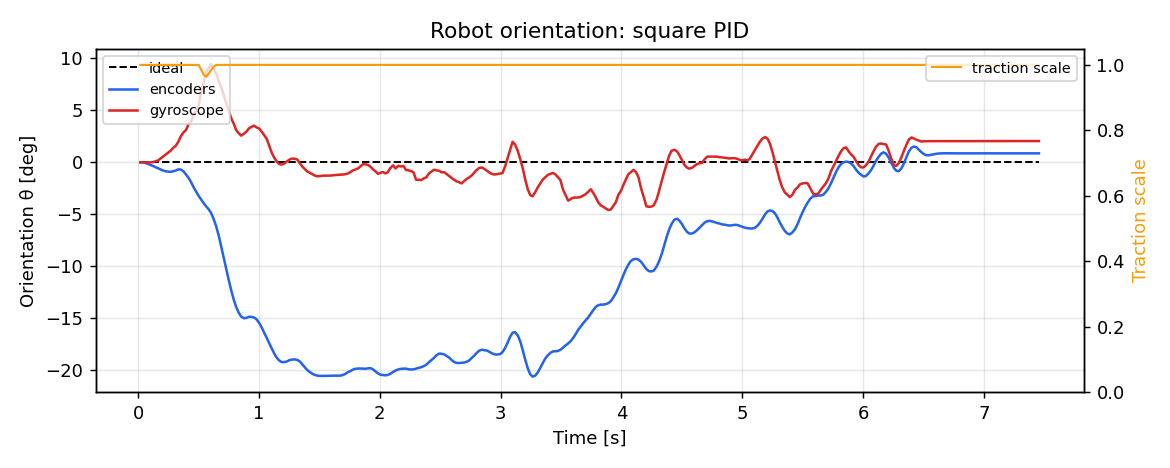 Robot orientation: square PID
Orientation θ [deg]
10
5
0
−5
−10
−15
−20
ideal
encoders
gyroscope
traction scale
1.0
0.8
0.6
0.4
0.2
0.0
Traction scale
0
1
2
3
4
5
6
7
Time [s]